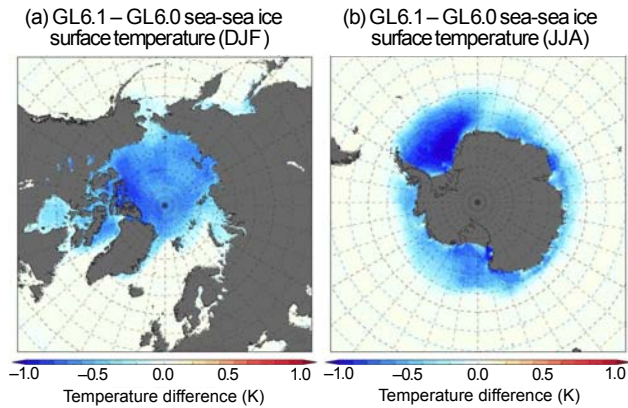 (a) GL6.1 – GL6.0 sea-sea ice
surface temperature (DJF)
(b) GL6.1 – GL6.0 sea-sea ice
surface temperature (JJA)
–1.0 –0.5 0.0 0.5 1.0
Temperature difference (K)
–1.0 –0.5 0.0 0.5 1.0
Temperature difference (K)